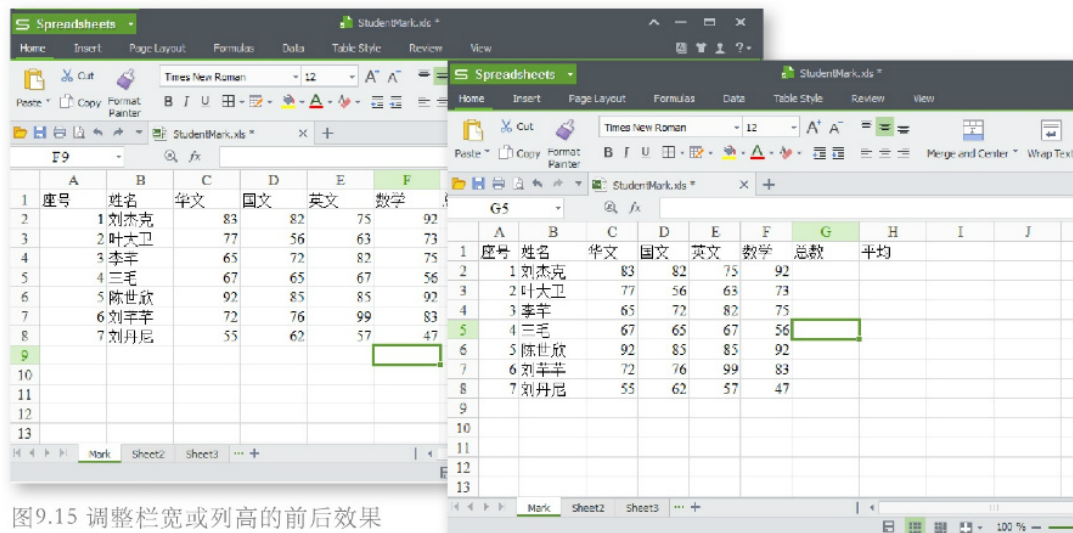 Spreadsheets
StudentMark.xls *
Home Insert Page Layout Formulas Data Table Style Review View
Paste Cut Copy Format Painter
Times New Roman 12 A⁺ A⁻
B I U
StudentMark.xls * × +
F9 fx
A B C D E F
1 座号 姓名 华文 国文 英文 数学
2 1 刘杰克 83 82 75 92
3 2 叶大卫 77 56 63 73
4 3 李芊 65 72 82 75
5 4 三毛 67 65 67 56
6 5 陈世欣 92 85 85 92
7 6 刘芊芊 72 76 99 83
8 7 刘丹尼 55 62 57 47
9
10
11
12
13
Mark Sheet2 Sheet3 ··· +
Spreadsheets
StudentMark.xls *
Home Insert Page Layout Formulas Data Table Style Review View
Paste Cut Copy Format Painter
Times New Roman 12 A⁺ A⁻
B I U
Merge and Center Wrap Text
StudentMark.xls * × +
G5 fx
A B C D E F G H I J
1 座号 姓名 华文 国文 英文 数学 总数 平均
2 1 刘杰克 83 82 75 92
3 2 叶大卫 77 56 63 73
4 3 李芊 65 72 82 75
5 4 三毛 67 65 67 56
6 5 陈世欣 92 85 85 92
7 6 刘芊芊 72 76 99 83
8 7 刘丹尼 55 62 57 47
9
10
11
12
13
Mark Sheet2 Sheet3 ··· +
100 %
图9.15 调整栏宽或列高的前后效果